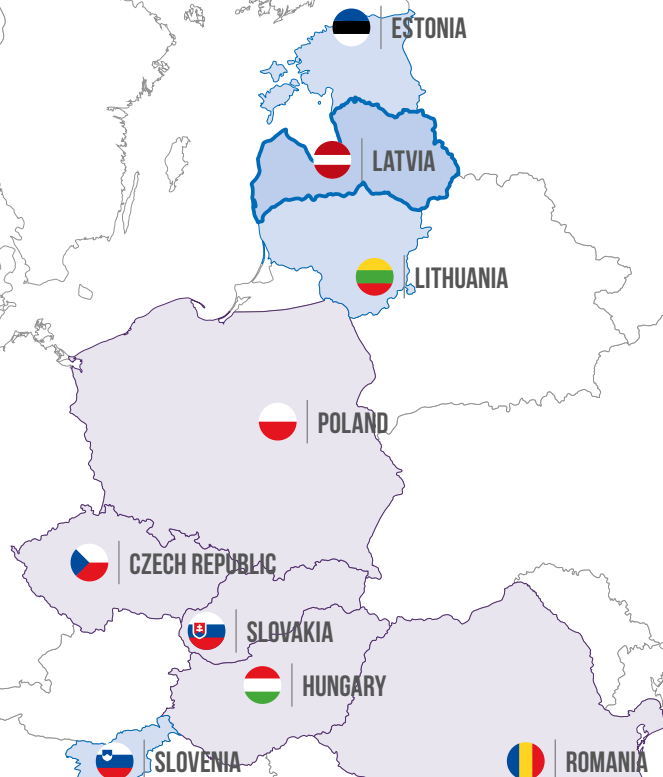 ESTONIA
LATVIA
LITHUANIA
POLAND
CZECH REPUBLIC
SLOVAKIA
HUNGARY
SLOVENIA
ROMANIA